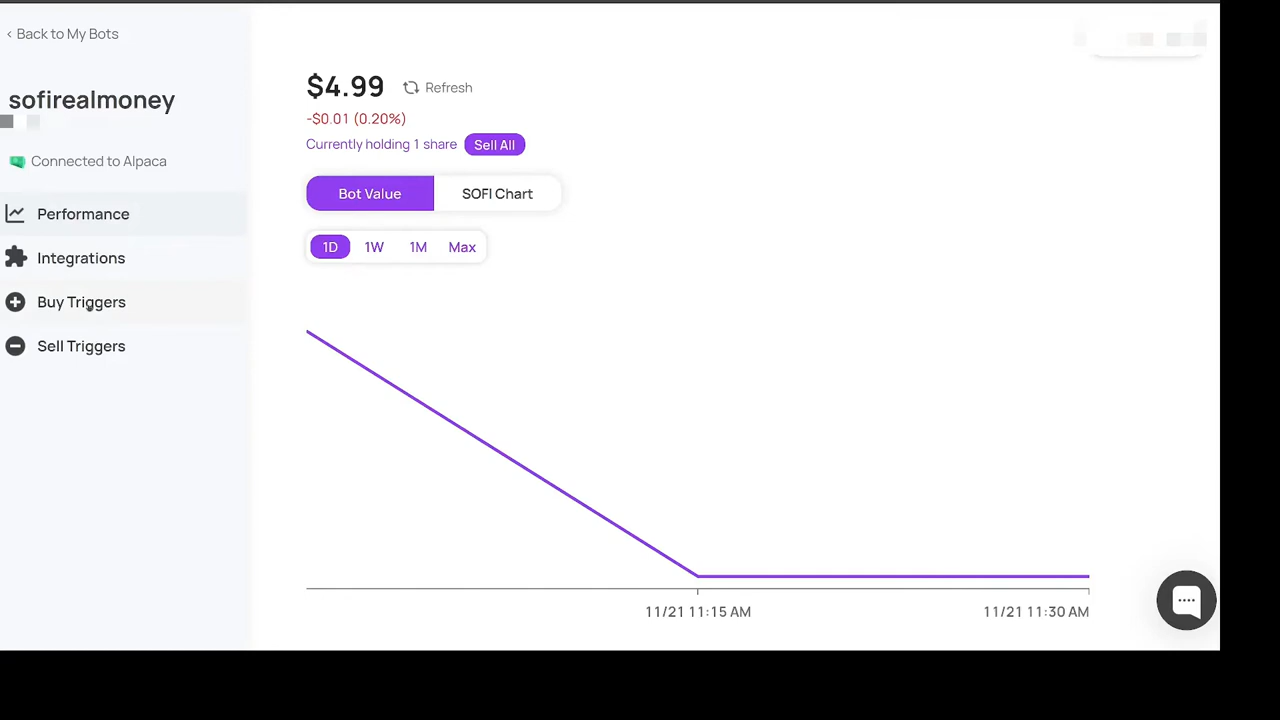 ‹ Back to My Bots
sofirealmoney
Connected to Alpaca
Performance
Integrations
Buy Triggers
Sell Triggers
$4.99 Refresh
-$0.01 (0.20%)
Currently holding 1 share Sell All
Bot Value SOFI Chart
1D 1W 1M Max
11/21 11:15 AM 11/21 11:30 AM